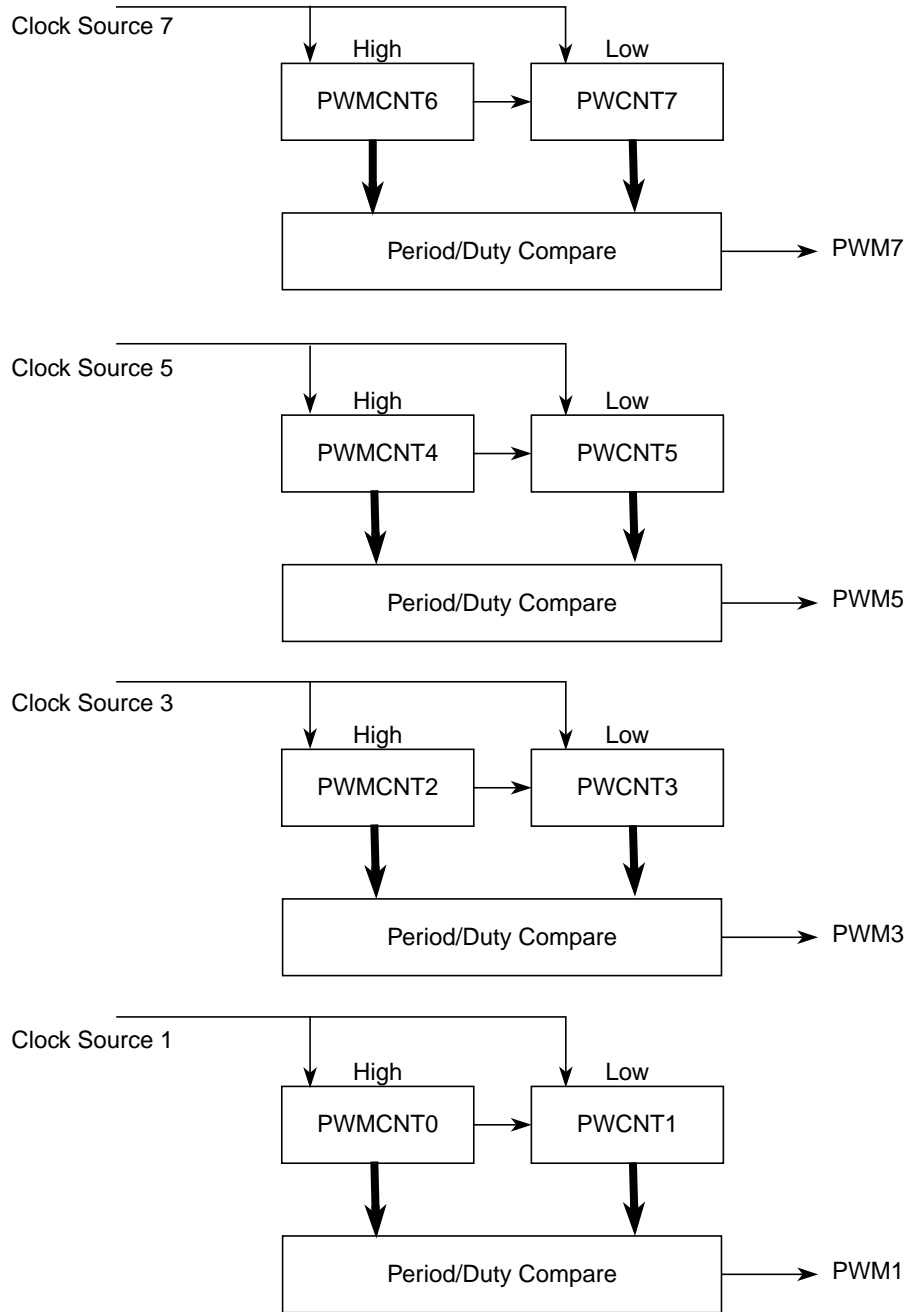 Clock Source 7
High
Low
PWMCNT6
PWCNT7
Period/Duty Compare
PWM7
Clock Source 5
High
Low
PWMCNT4
PWCNT5
Period/Duty Compare
PWM5
Clock Source 3
High
Low
PWMCNT2
PWCNT3
Period/Duty Compare
PWM3
Clock Source 1
High
Low
PWMCNT0
PWCNT1
Period/Duty Compare
PWM1